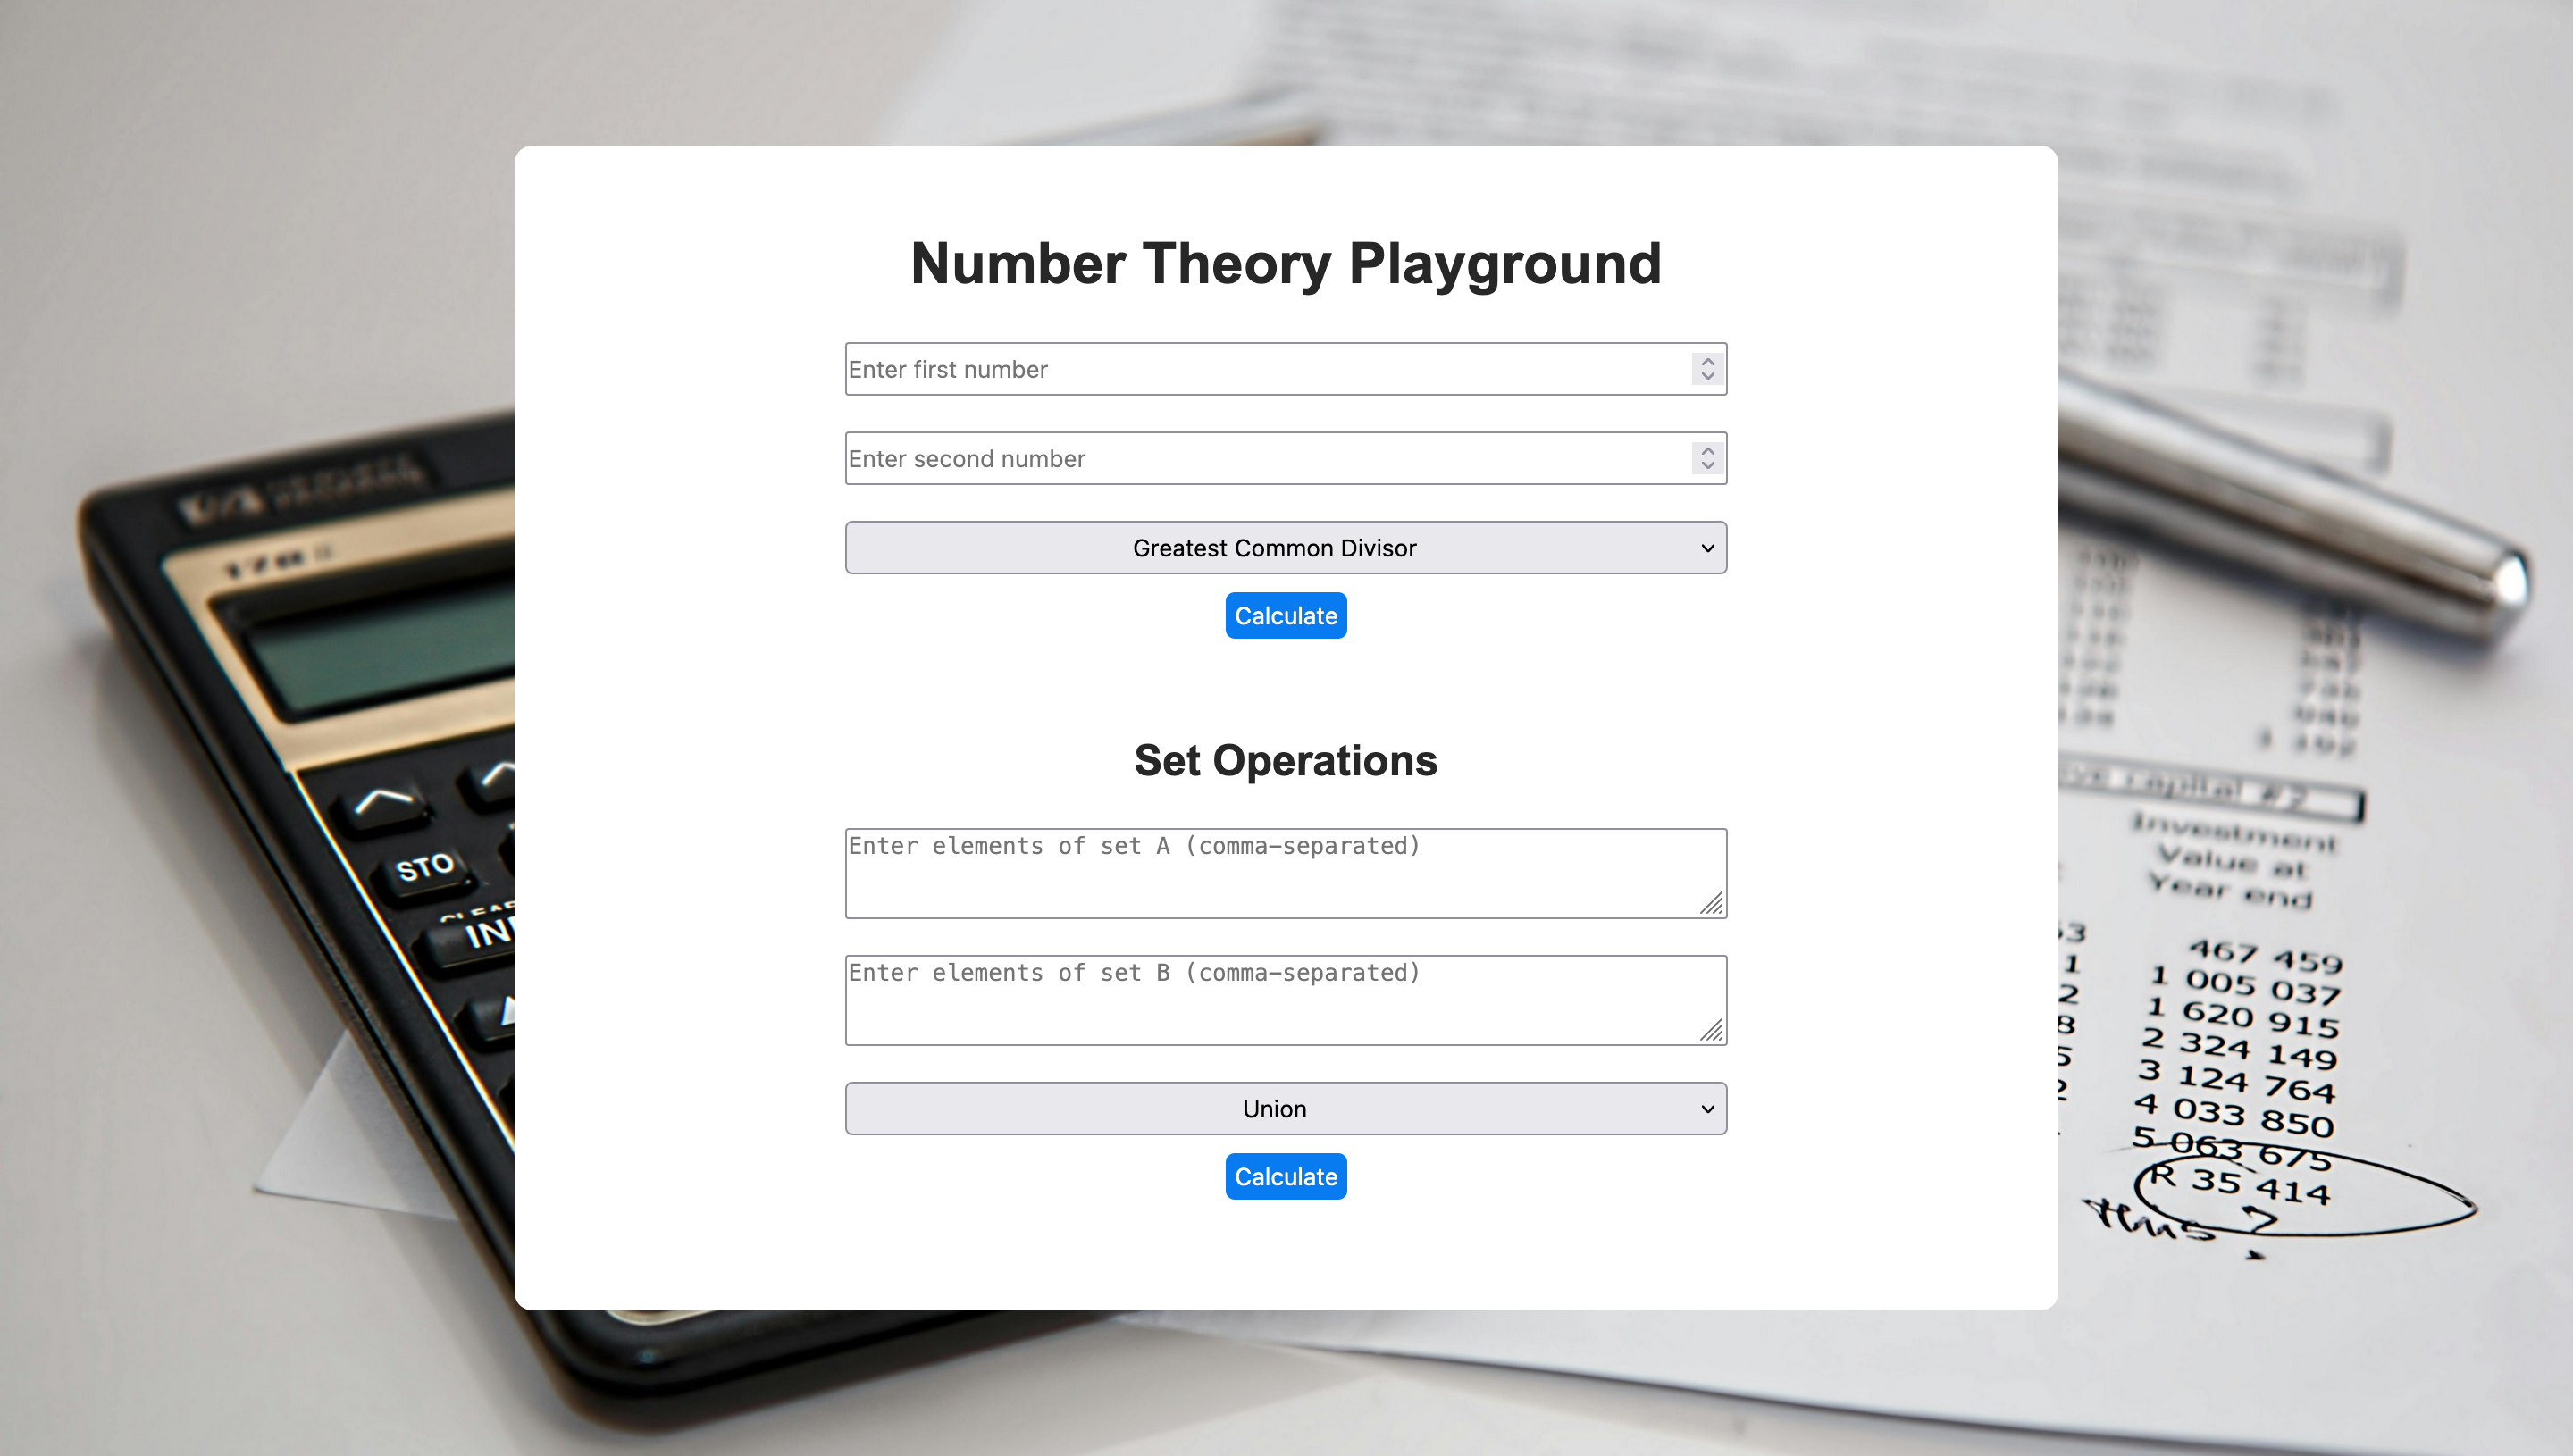 Number Theory Playground
Enter first number
Enter second number
Greatest Common Divisor
Calculate
Set Operations
Enter elements of set A (comma-separated)
Enter elements of set B (comma-separated)
Union
Calculate
STO
Investment
Value at
Year end
467 459
1 005 037
1 620 915
2 324 149
3 124 764
4 033 850
5 063 675
R 35 414
this ?